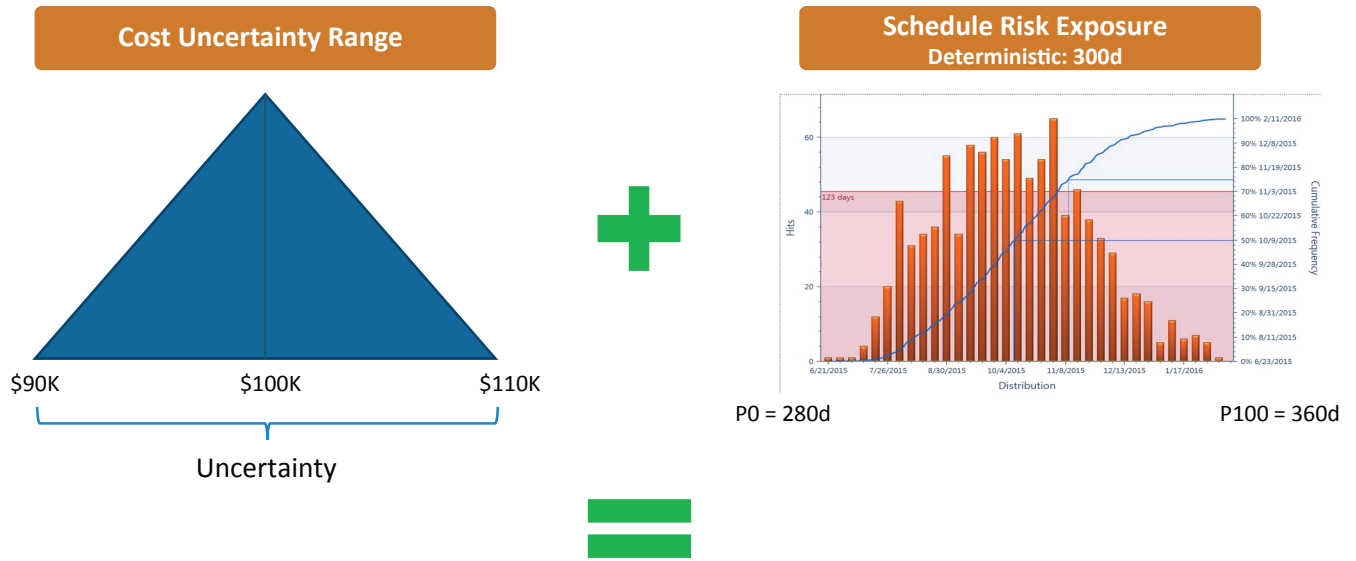 Cost Uncertainty Range
Schedule Risk Exposure
Deterministic: 300d
$90K
$100K
$110K
Uncertainty
60
40
20
0
Hits
123 days
100% 2/11/2016
90% 12/8/2015
80% 11/19/2015
70% 11/3/2015
60% 10/22/2015
50% 10/9/2015
40% 9/28/2015
30% 9/15/2015
20% 8/31/2015
10% 8/11/2015
0% 6/23/2015
Cumulative Frequency
6/21/2015
7/26/2015
8/30/2015
10/4/2015
11/8/2015
12/13/2015
1/17/2016
Distribution
P0 = 280d
P100 = 360d